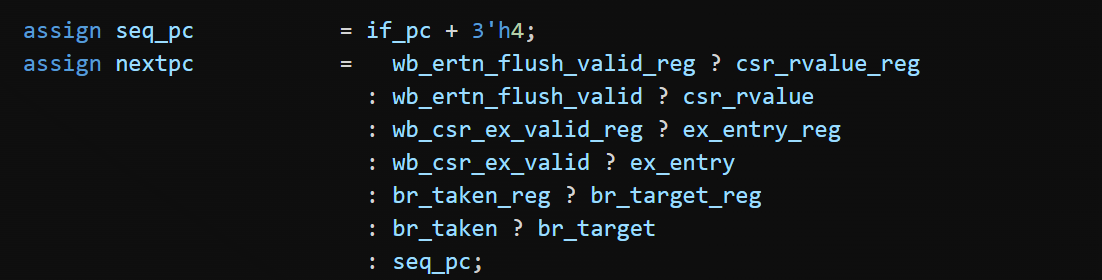 assign seq_pc = if_pc + 3'h4;
assign nextpc = wb_ertn_flush_valid_reg ? csr_rvalue_reg
: wb_ertn_flush_valid ? csr_rvalue
: wb_csr_ex_valid_reg ? ex_entry_reg
: wb_csr_ex_valid ? ex_entry
: br_taken_reg ? br_target_reg
: br_taken ? br_target
: seq_pc;